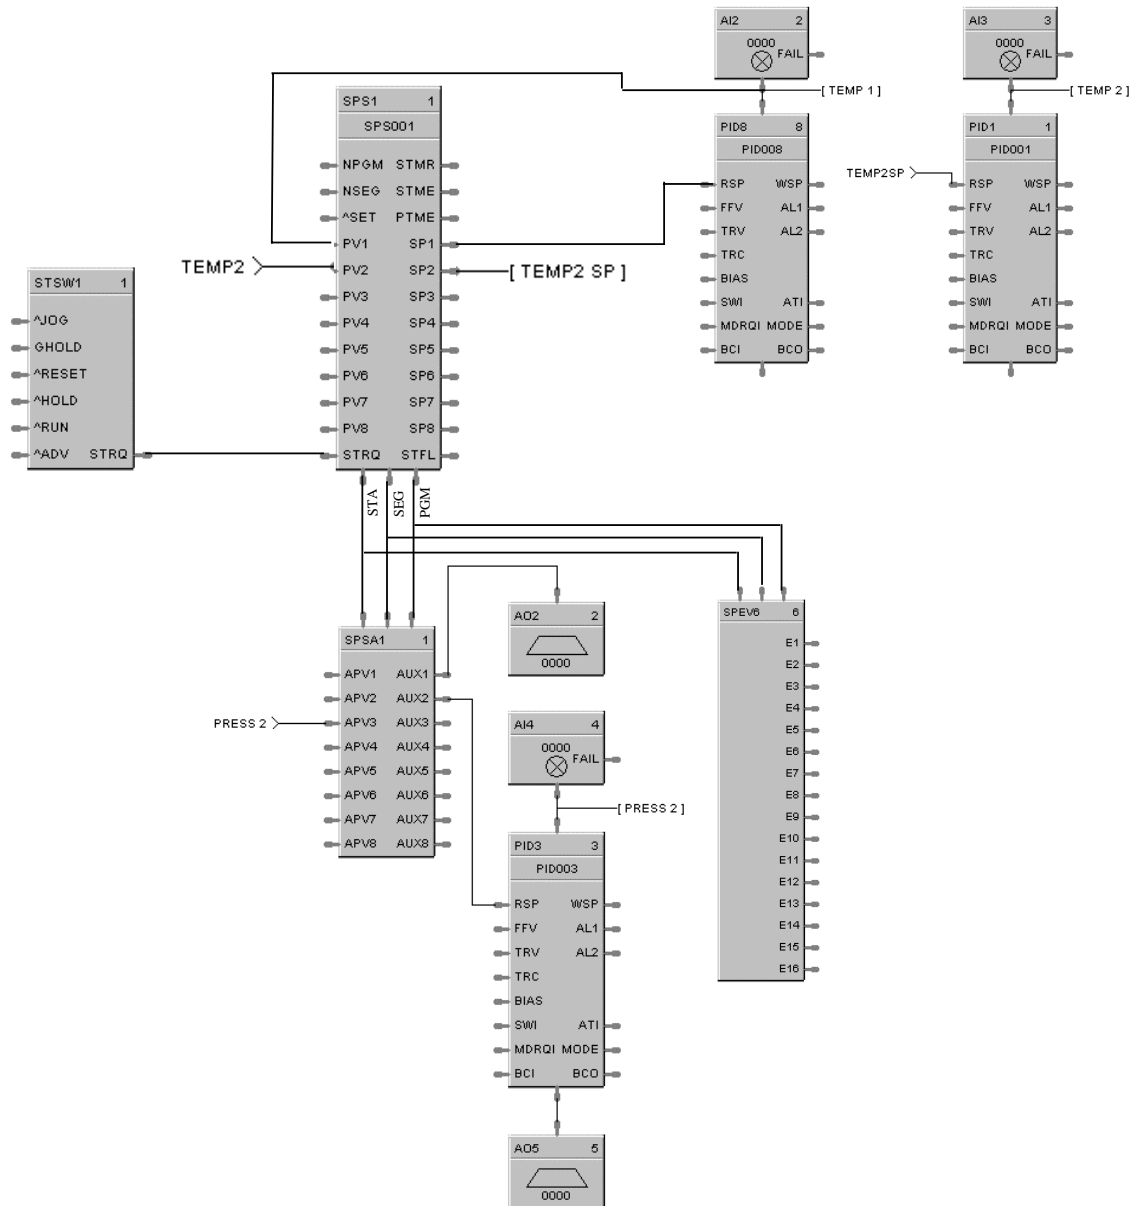 AI2 2
0000
FAIL
[ TEMP 1 ]
AI3 3
0000
FAIL
[ TEMP 2 ]
SPS1 1
SPS001
NPGM STMR
NSEG STME
^SET PTME
PV1 SP1
PV2 SP2
PV3 SP3
PV4 SP4
PV5 SP5
PV6 SP6
PV7 SP7
PV8 SP8
STRQ STFL
TEMP2
[ TEMP2 SP ]
PID8 8
PID008
RSP WSP
FFV AL1
TRV AL2
TRC
BIAS
SWI ATI
MDRQI MODE
BCI BCO
TEMP2SP
PID1 1
PID001
RSP WSP
FFV AL1
TRV AL2
TRC
BIAS
SWI ATI
MDRQI MODE
BCI BCO
STSW1 1
^JOG
GHOLD
^RESET
^HOLD
^RUN
^ADV STRQ
STA
SEG
PGM
SPSA1 1
APV1 AUX1
APV2 AUX2
APV3 AUX3
APV4 AUX4
APV5 AUX5
APV6 AUX6
APV7 AUX7
APV8 AUX8
PRESS 2
AO2 2
0000
AI4 4
0000
FAIL
[ PRESS 2 ]
PID3 3
PID003
RSP WSP
FFV AL1
TRV AL2
TRC
BIAS
SWI ATI
MDRQI MODE
BCI BCO
AO5 5
0000
SPEV6 6
E1
E2
E3
E4
E5
E6
E7
E8
E9
E10
E11
E12
E13
E14
E15
E16